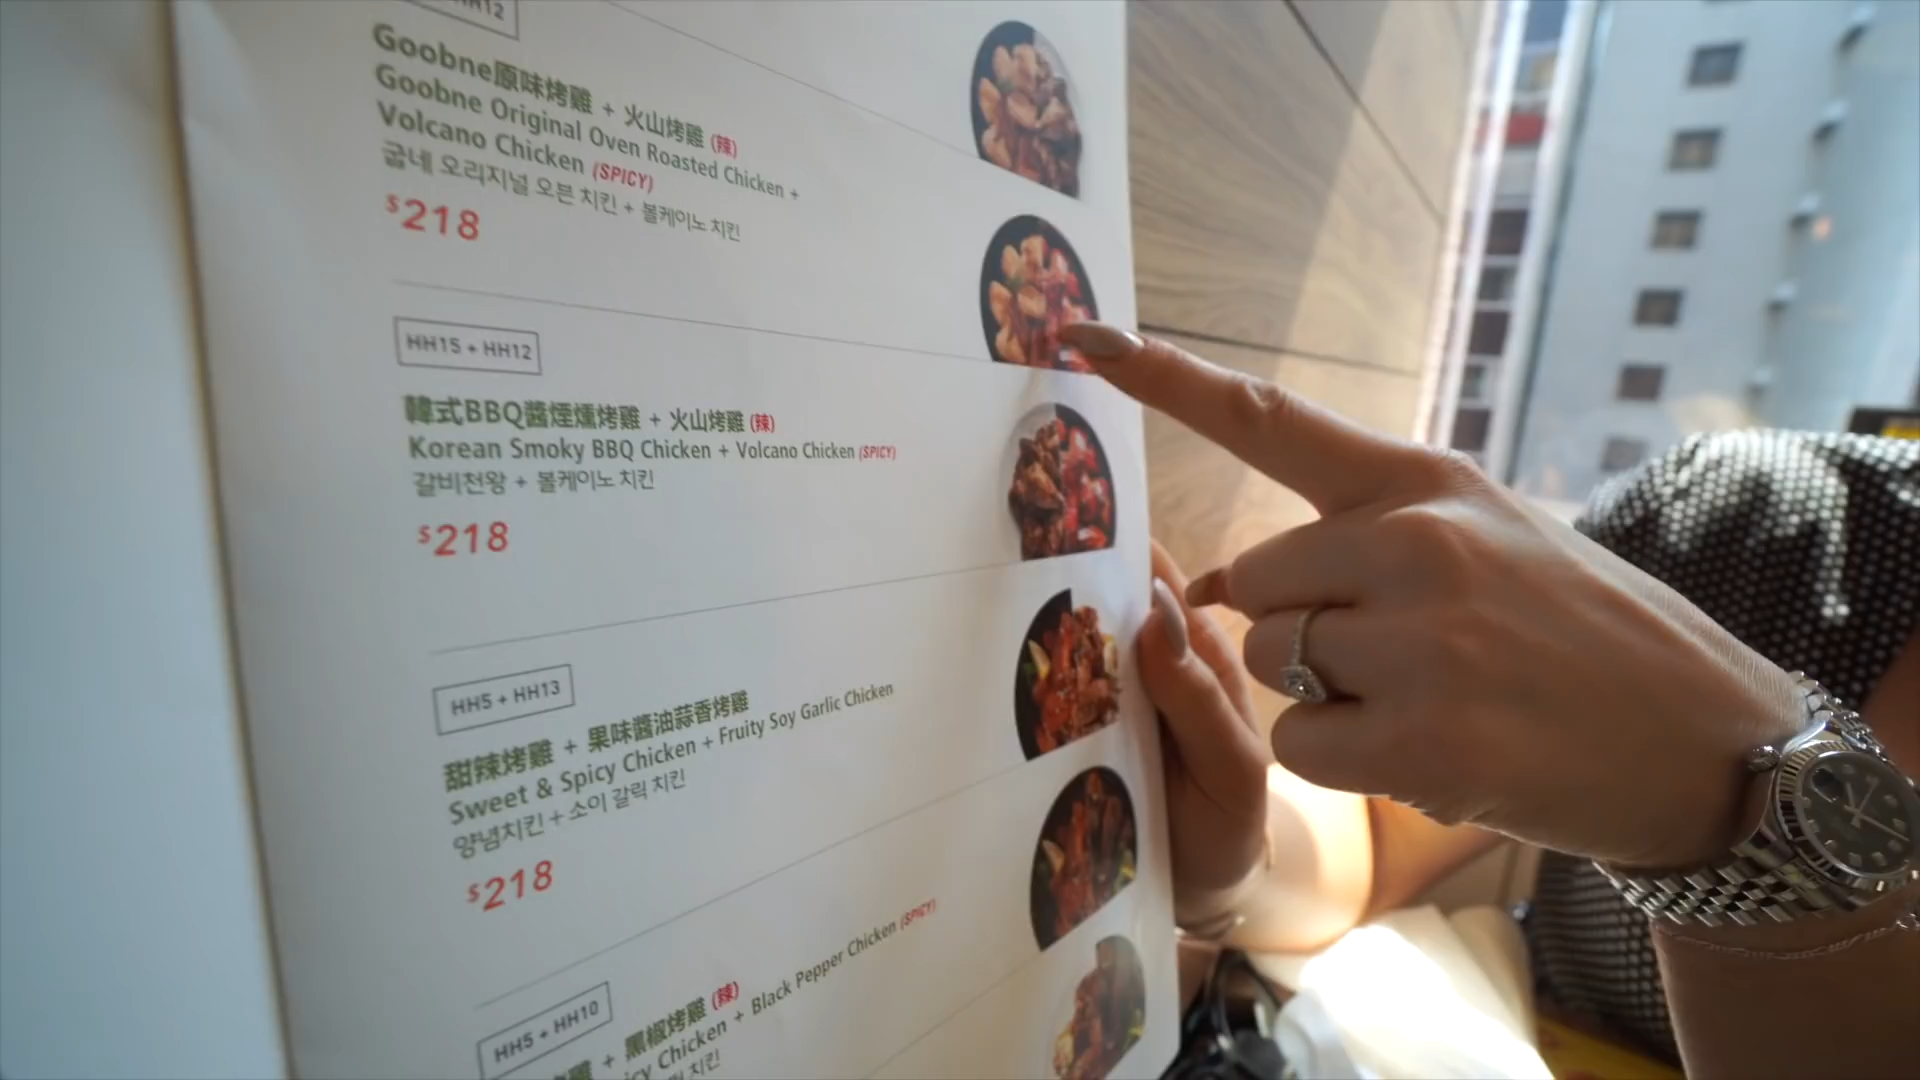 HH12
Goobne原味烤雞 + 火山烤雞 (辣)
Goobne Original Oven Roasted Chicken +
Volcano Chicken (SPICY)
굽네 오리지널 오븐 치킨 + 볼케이노 치킨
$218
HH15 + HH12
韓式BBQ醬煙燻烤雞 + 火山烤雞 (辣)
Korean Smoky BBQ Chicken + Volcano Chicken (SPICY)
갈비천왕 + 볼케이노 치킨
$218
HH5 + HH13
甜辣烤雞 + 果味醬油蒜香烤雞
Sweet & Spicy Chicken + Fruity Soy Garlic Chicken
양념치킨 + 소이 갈릭 치킨
$218
HH5 + HH10
烤雞 + 黑椒烤雞 (辣)
Chicken + Black Pepper Chicken (SPICY)
치킨